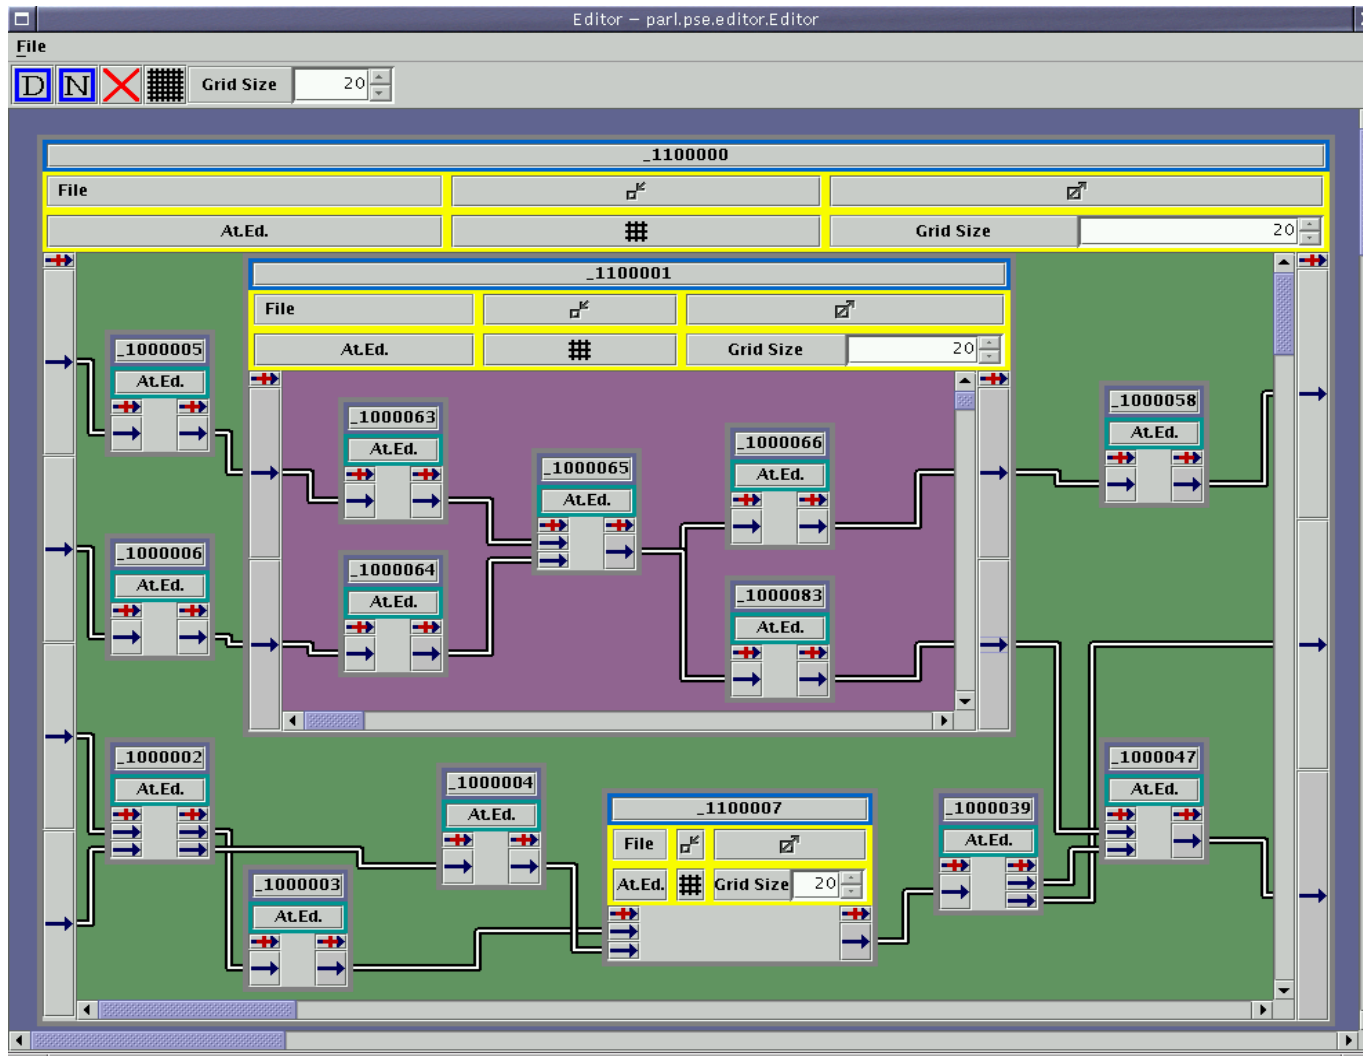 Editor – parl.pse.editor.Editor
File
D N Grid Size 20
_1100000
File
At.Ed. Grid Size 20
_1100001
File
At.Ed. Grid Size 20
_1000005
At.Ed.
_1000063
At.Ed.
_1000066
At.Ed.
_1000058
At.Ed.
_1000065
At.Ed.
_1000006
At.Ed.
_1000064
At.Ed.
_1000083
At.Ed.
_1000002
At.Ed.
_1000004
At.Ed.
_1100007
File
At.Ed. Grid Size 20
_1000039
At.Ed.
_1000047
At.Ed.
_1000003
At.Ed.